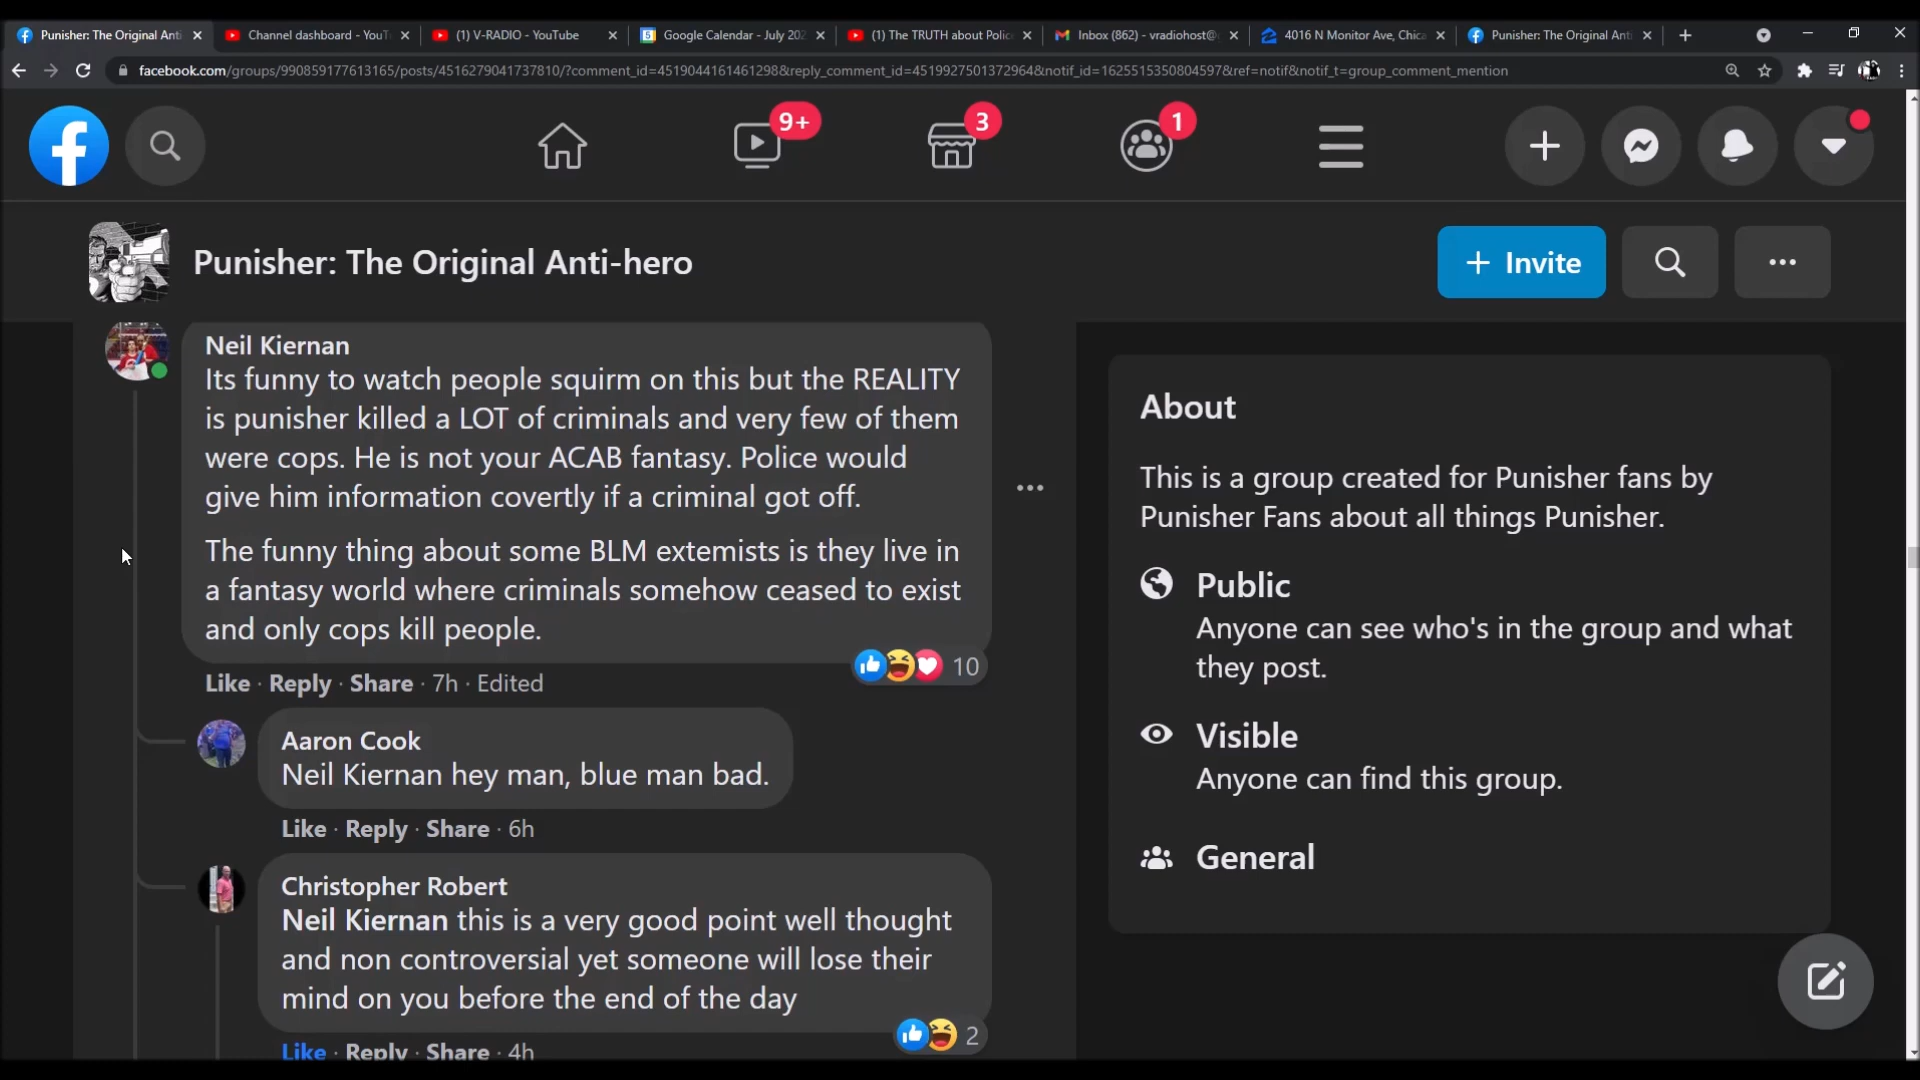 Punisher: The Original Anti
Channel dashboard - YouT
(1) V-RADIO - YouTube
Google Calendar - July 202
(1) The TRUTH about Polic
Inbox (862) - vradiohost@
4016 N Monitor Ave, Chica
Punisher: The Original Anti
facebook.com/groups/990859177613165/posts/4516279041737810/?comment_id=4519044161461298&reply_comment_id=4519927501372964&notif_id=1625515350804597&ref=notif&notif_t=group_comment_mention
9+
3
1
Punisher: The Original Anti-hero
+ Invite
Neil Kiernan
Its funny to watch people squirm on this but the REALITY
is punisher killed a LOT of criminals and very few of them
were cops. He is not your ACAB fantasy. Police would
give him information covertly if a criminal got off.
The funny thing about some BLM extemists is they live in
a fantasy world where criminals somehow ceased to exist
and only cops kill people.
10
Like · Reply · Share · 7h · Edited
Aaron Cook
Neil Kiernan hey man, blue man bad.
Like · Reply · Share · 6h
Christopher Robert
Neil Kiernan this is a very good point well thought
and non controversial yet someone will lose their
mind on you before the end of the day
2
Like · Reply · Share · 4h
About
This is a group created for Punisher fans by
Punisher Fans about all things Punisher.
Public
Anyone can see who's in the group and what
they post.
Visible
Anyone can find this group.
General